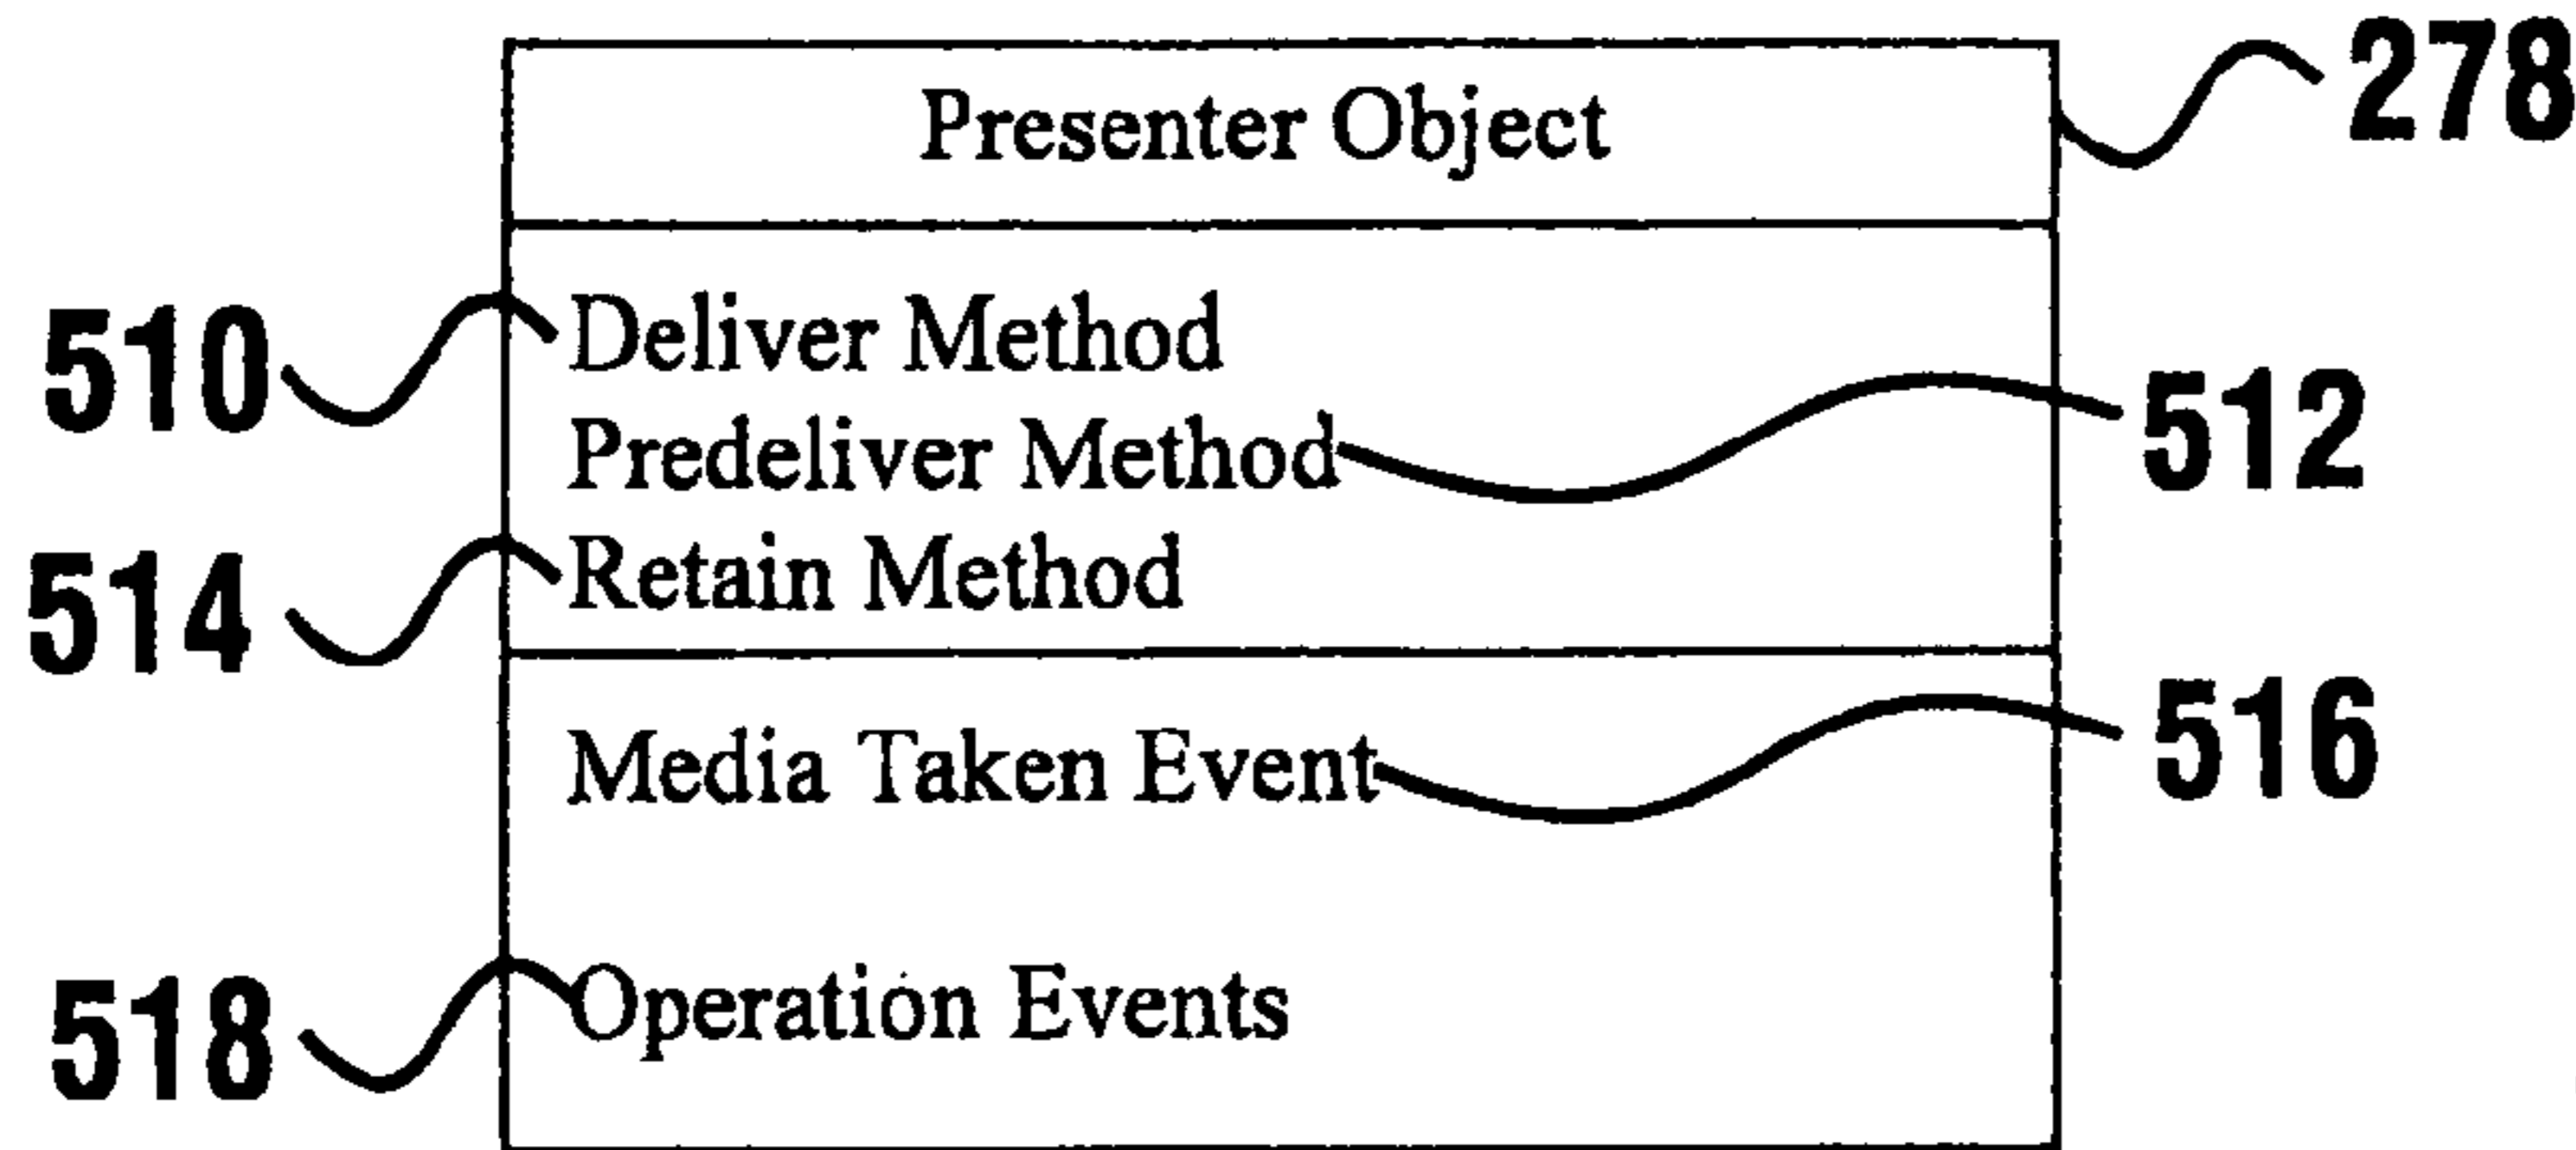 Presenter Object 278
510 Deliver Method
Predeliver Method 512
514 Retain Method
Media Taken Event 516
518 Operation Events